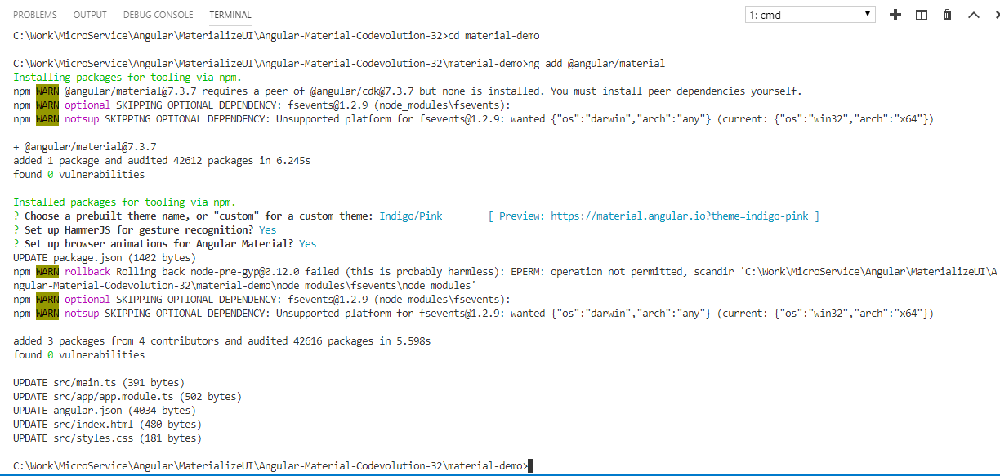 PROBLEMS OUTPUT DEBUG CONSOLE TERMINAL 1: cmd
C:\Work\MicroService\Angular\MaterializeUI\Angular-Material-Codevolution-32>cd material-demo
C:\Work\MicroService\Angular\MaterializeUI\Angular-Material-Codevolution-32\material-demo>ng add @angular/material
Installing packages for tooling via npm.
npm WARN @angular/material@7.3.7 requires a peer of @angular/cdk@7.3.7 but none is installed. You must install peer dependencies yourself.
npm WARN optional SKIPPING OPTIONAL DEPENDENCY: fsevents@1.2.9 (node_modules\fsevents):
npm WARN notsup SKIPPING OPTIONAL DEPENDENCY: Unsupported platform for fsevents@1.2.9: wanted {"os":"darwin","arch":"any"} (current: {"os":"win32","arch":"x64"})
+ @angular/material@7.3.7
added 1 package and audited 42612 packages in 6.245s
found 0 vulnerabilities
Installed packages for tooling via npm.
? Choose a prebuilt theme name, or "custom" for a custom theme: Indigo/Pink [ Preview: https://material.angular.io?theme=indigo-pink ]
? Set up HammerJS for gesture recognition? Yes
? Set up browser animations for Angular Material? Yes
UPDATE package.json (1402 bytes)
npm WARN rollback Rolling back node-pre-gyp@0.12.0 failed (this is probably harmless): EPERM: operation not permitted, scandir 'C:\Work\MicroService\Angular\MaterializeUI\A
ngular-Material-Codevolution-32\material-demo\node_modules\fsevents\node_modules'
npm WARN optional SKIPPING OPTIONAL DEPENDENCY: fsevents@1.2.9 (node_modules\fsevents):
npm WARN notsup SKIPPING OPTIONAL DEPENDENCY: Unsupported platform for fsevents@1.2.9: wanted {"os":"darwin","arch":"any"} (current: {"os":"win32","arch":"x64"})
added 3 packages from 4 contributors and audited 42616 packages in 5.598s
found 0 vulnerabilities
UPDATE src/main.ts (391 bytes)
UPDATE src/app/app.module.ts (502 bytes)
UPDATE angular.json (4034 bytes)
UPDATE src/index.html (480 bytes)
UPDATE src/styles.css (181 bytes)
C:\Work\MicroService\Angular\MaterializeUI\Angular-Material-Codevolution-32\material-demo>